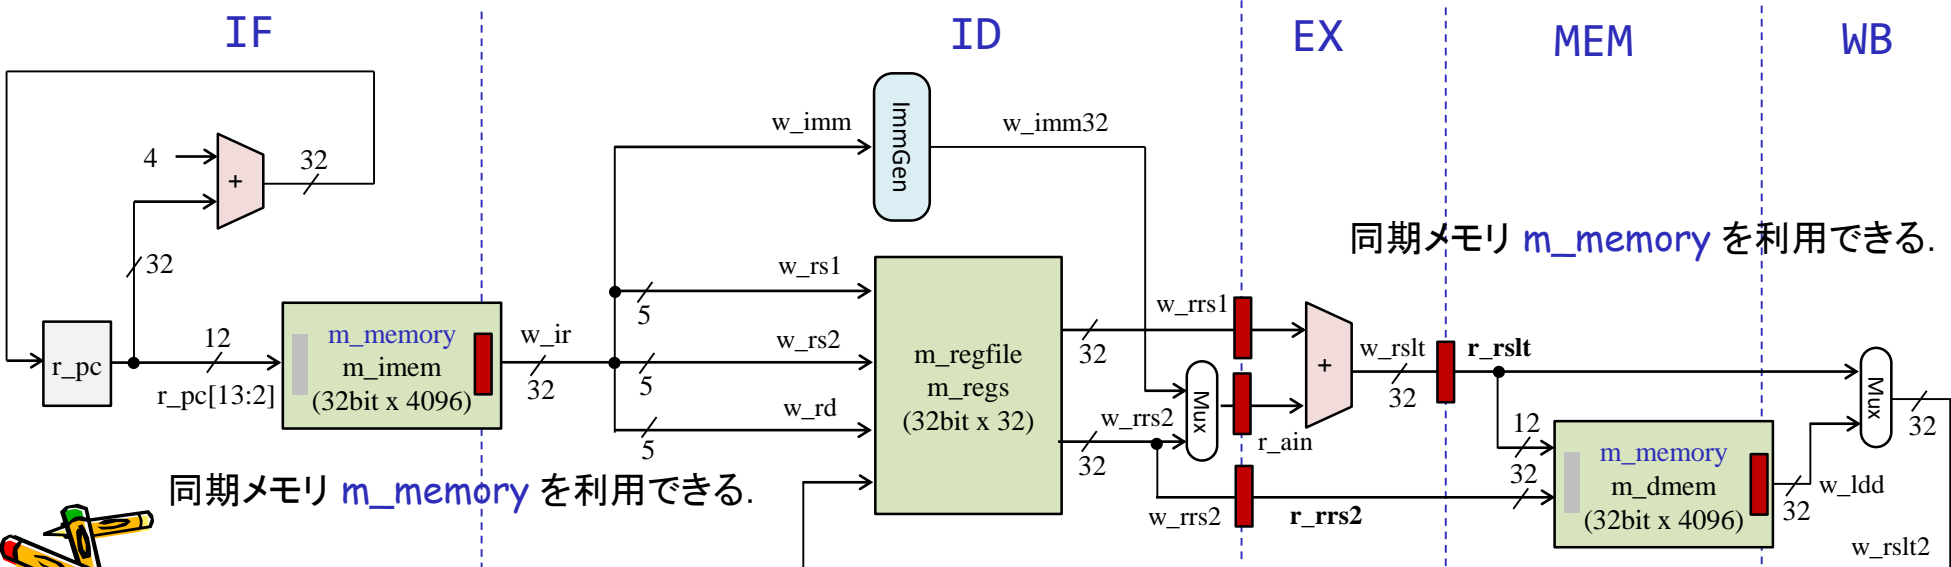 IF
ID
EX
MEM
WB
4
+
32
32
r_pc
12
r_pc[13:2]
m_memory
m_imem
(32bit x 4096)
w_ir
32
同期メモリ m_memory を利用できる.
w_imm
ImmGen
w_imm32
w_rs1
5
w_rs2
5
w_rd
5
m_regfile
m_regs
(32bit x 32)
32
w_rrs1
w_rrs2
32
Mux
r_ain
w_rrs2
r_rrs2
+
w_rslt
32
r_rslt
同期メモリ m_memory を利用できる.
12
32
m_memory
m_dmem
(32bit x 4096)
w_ldd
32
Mux
32
w_rslt2